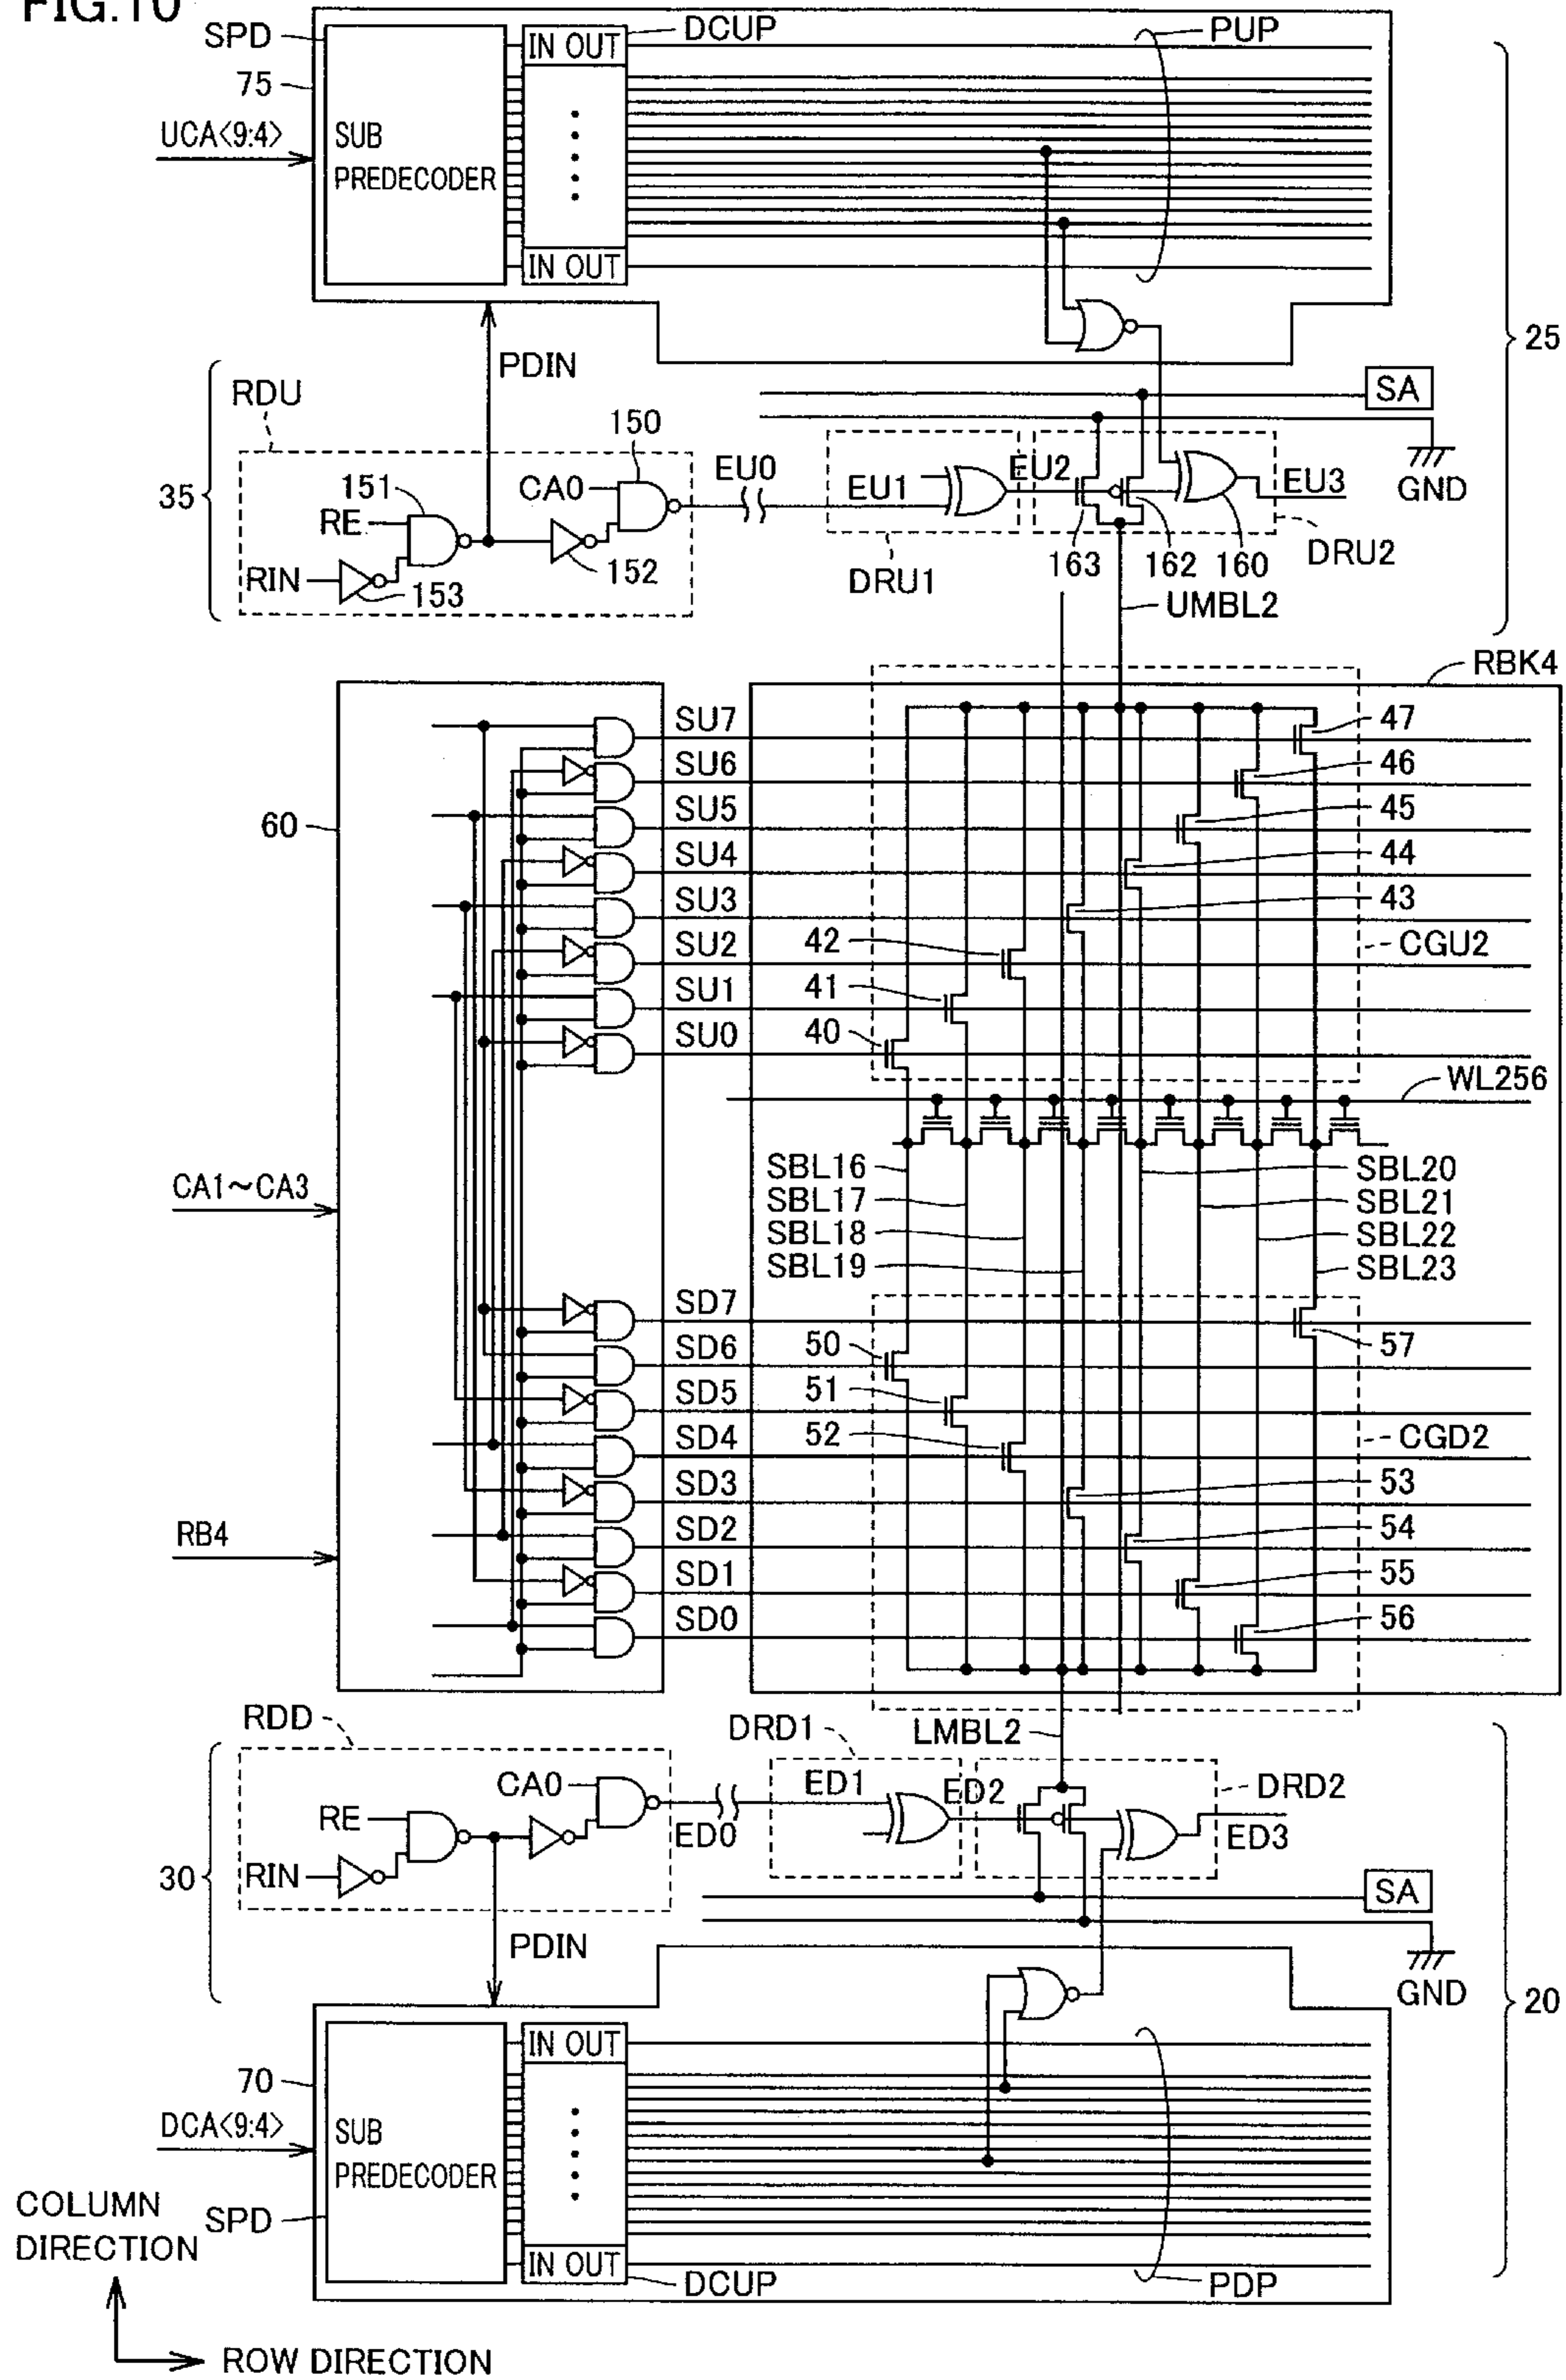 FIG.10
SPD
DCUP
PUP
IN OUT
75
UCA<9:4>
SUB
PREDECODER
IN OUT
25
PDIN
35
RDU
SA
GND
150
151
CA0
EU0
EU1
EU2
EU3
RE
RIN
153
152
DRU1
163
162
160
DRU2
UMBL2
RBK4
60
SU7
47
SU6
46
SU5
45
SU4
44
SU3
43
SU2
42
CGU2
SU1
41
SU0
40
WL256
CA1~CA3
SBL16
SBL20
SBL17
SBL21
SBL18
SBL22
SBL19
SBL23
SD7
57
SD6
50
SD5
51
SD4
52
CGD2
SD3
53
RB4
SD2
54
SD1
55
SD0
56
RDD
DRD1
LMBL2
30
CA0
ED1
ED2
DRD2
RE
ED0
ED3
RIN
SA
PDIN
GND
20
IN OUT
70
DCA<9:4>
SUB
PREDECODER
SPD
IN OUT
DCUP
PDP
COLUMN
DIRECTION
ROW DIRECTION